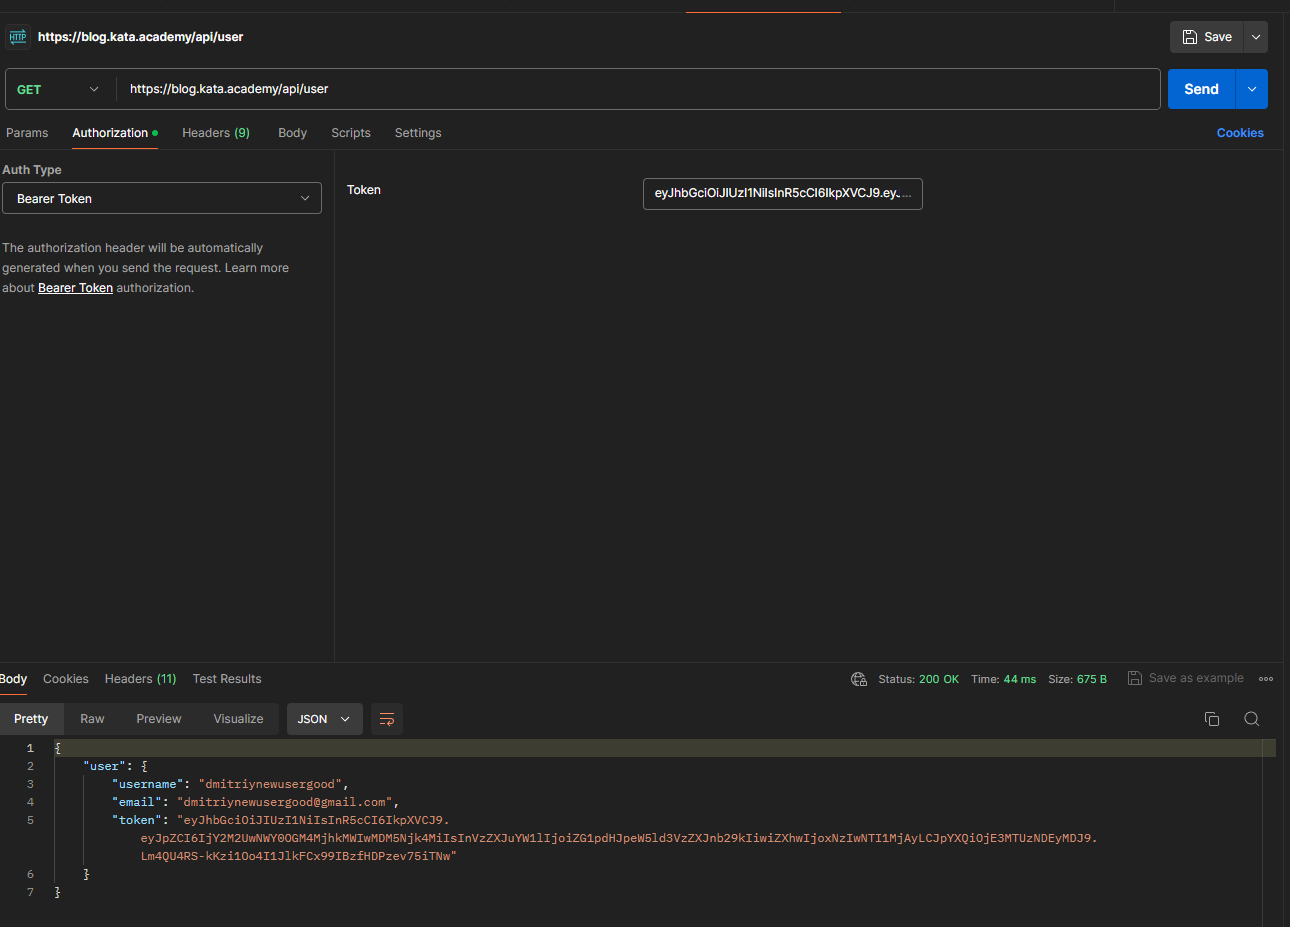 HTTP https://blog.kata.academy/api/user Save
GET https://blog.kata.academy/api/user Send
Params Authorization Headers (9) Body Scripts Settings Cookies
Auth Type
Bearer Token
Token eyJhbGciOiJIUzI1NiIsInR5cCI6IkpXVCJ9.ey...
The authorization header will be automatically
generated when you send the request. Learn more
about Bearer Token authorization.
Body Cookies Headers (11) Test Results Status: 200 OK Time: 44 ms Size: 675 B Save as example
Pretty Raw Preview Visualize JSON
1 {
2 "user": {
3 "username": "dmitriynewusergood",
4 "email": "dmitriynewusergood@gmail.com",
5 "token": "eyJhbGciOiJIUzI1NiIsInR5cCI6IkpXVCJ9.
eyJpZCI6IjY2M2UwNWY0OGM4MjhkMWIwMDM5Njk4MiIsInVzZXJuYW1lIjoiZG1pdHJpeW5ld3VzZXJnb29kIiwiZXhwIjoxNzIwNTI1MjAyLCJpYXQiOjE3MTUzNDEyMDJ9.
Lm4QU4RS-kKzi1Oo4I1JlkFCx99IBzfHDPzev75iTNw"
6 }
7 }